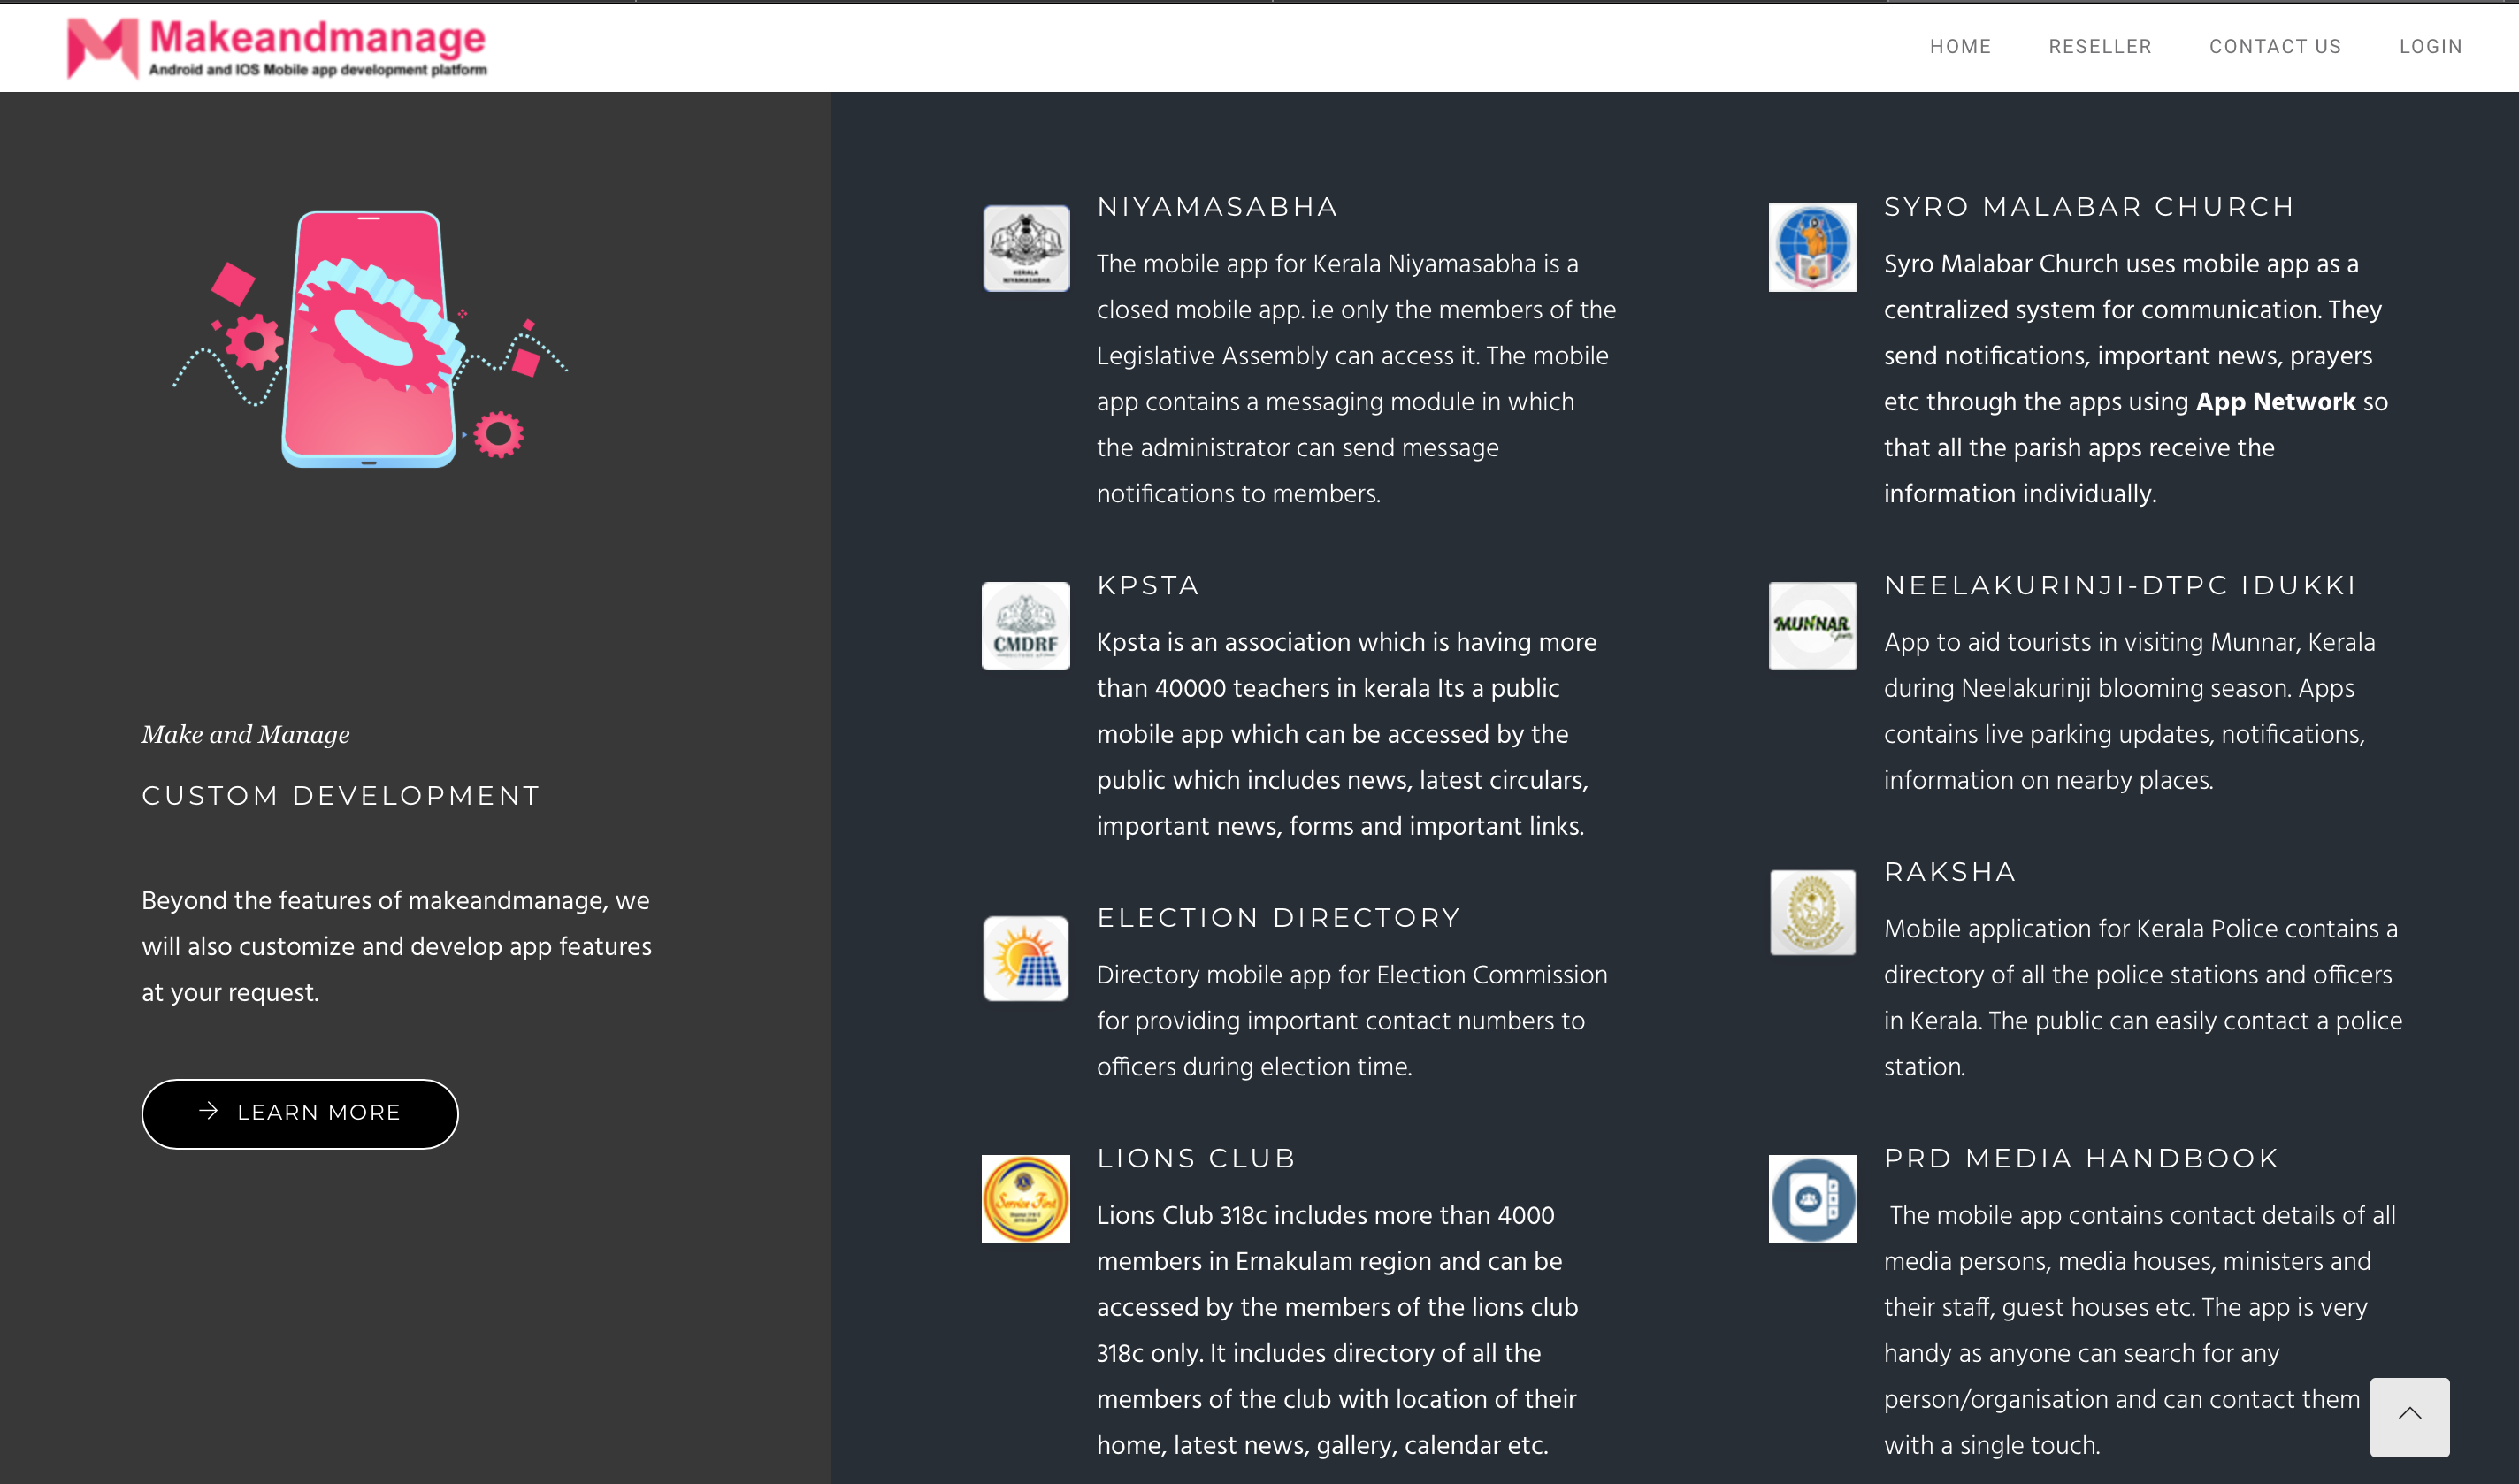 Makeandmanage
Android and IOS Mobile app development platform
HOME
RESELLER
CONTACT US
LOGIN
Make and Manage
CUSTOM DEVELOPMENT
Beyond the features of makeandmanage, we
will also customize and develop app features
at your request.
LEARN MORE
KERALA
NIYAMASABHA
NIYAMASABHA
The mobile app for Kerala Niyamasabha is a
closed mobile app. i.e only the members of the
Legislative Assembly can access it. The mobile
app contains a messaging module in which
the administrator can send message
notifications to members.
CMDRF
KPSTA
Kpsta is an association which is having more
than 40000 teachers in kerala Its a public
mobile app which can be accessed by the
public which includes news, latest circulars,
important news, forms and important links.
ELECTION DIRECTORY
Directory mobile app for Election Commission
for providing important contact numbers to
officers during election time.
Service First
LIONS CLUB
Lions Club 318c includes more than 4000
members in Ernakulam region and can be
accessed by the members of the lions club
318c only. It includes directory of all the
members of the club with location of their
home, latest news, gallery, calendar etc.
SYRO MALABAR CHURCH
Syro Malabar Church uses mobile app as a
centralized system for communication. They
send notifications, important news, prayers
etc through the apps using App Network so
that all the parish apps receive the
information individually.
MUNNAR
NEELAKURINJI-DTPC IDUKKI
App to aid tourists in visiting Munnar, Kerala
during Neelakurinji blooming season. Apps
contains live parking updates, notifications,
information on nearby places.
RAKSHA
Mobile application for Kerala Police contains a
directory of all the police stations and officers
in Kerala. The public can easily contact a police
station.
PRD MEDIA HANDBOOK
The mobile app contains contact details of all
media persons, media houses, ministers and
their staff, guest houses etc. The app is very
handy as anyone can search for any
person/organisation and can contact them
with a single touch.